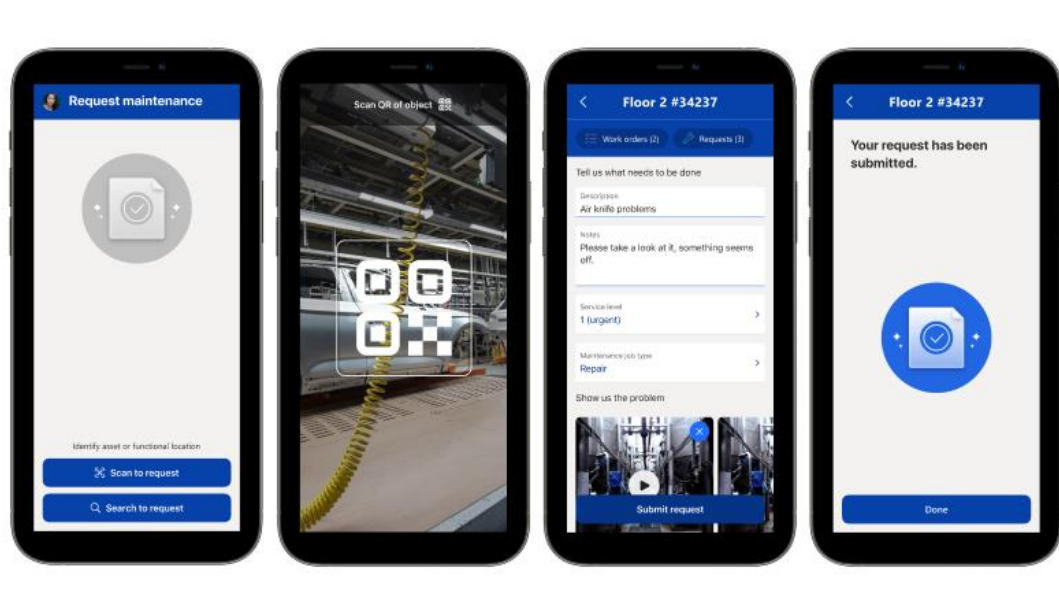 Request maintenance
Identify asset or functional location
Scan to request
Search to request
Scan QR of object
Floor 2 #34237
Work orders (2)
Requests (3)
Tell us what needs to be done
Description
Air knife problems
Notes
Please take a look at it, something seems
off.
Service level
1 (urgent)
Maintenance job type
Repair
Show us the problem
Submit request
Floor 2 #34237
Your request has been
submitted.
Done